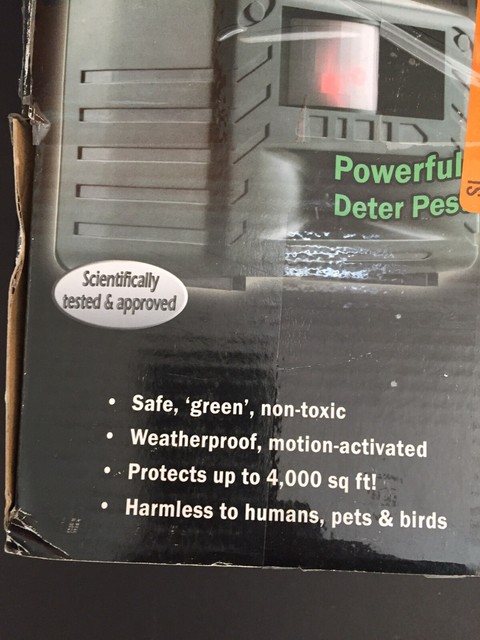 Powerful
Deter Pes
Scientifically
tested & approved
• Safe, ‘green’, non-toxic
• Weatherproof, motion-activated
• Protects up to 4,000 sq ft!
• Harmless to humans, pets & birds